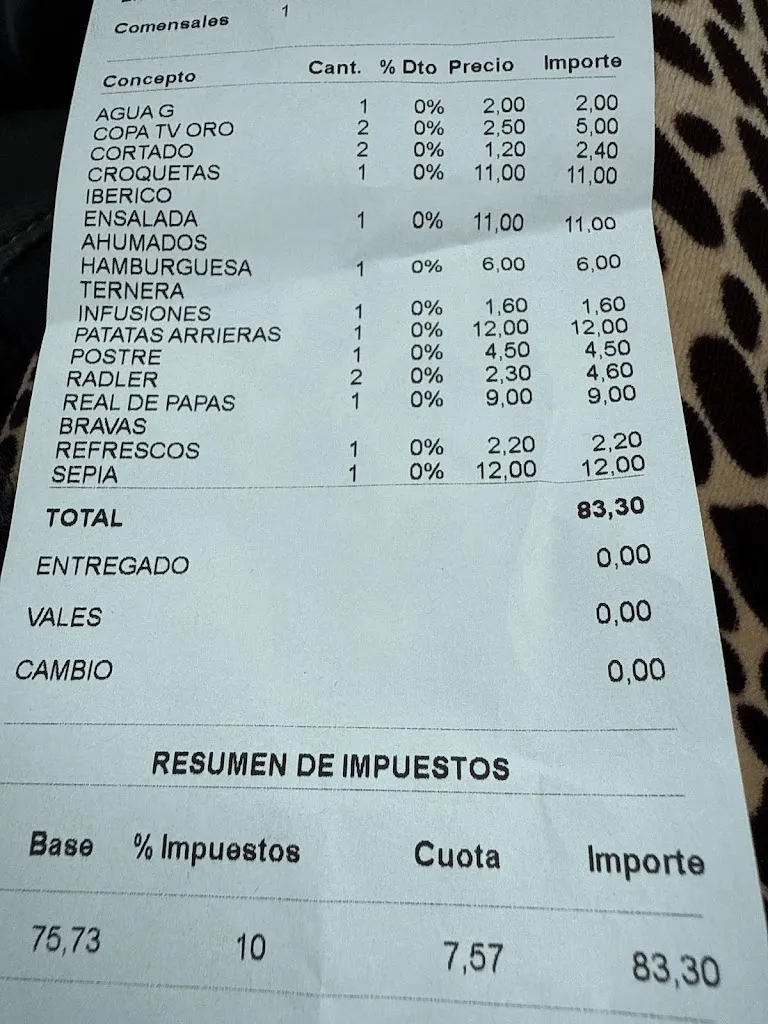 Comensales 1
Concepto Cant. % Dto Precio Importe
AGUA G 1 0% 2,00 2,00
COPA TV ORO 2 0% 2,50 5,00
CORTADO 2 0% 1,20 2,40
CROQUETAS 1 0% 11,00 11,00
IBERICO
ENSALADA 1 0% 11,00 11,00
AHUMADOS
HAMBURGUESA 1 0% 6,00 6,00
TERNERA
INFUSIONES 1 0% 1,60 1,60
PATATAS ARRIERAS 1 0% 12,00 12,00
POSTRE 1 0% 4,50 4,50
RADLER 2 0% 2,30 4,60
REAL DE PAPAS 1 0% 9,00 9,00
BRAVAS
REFRESCOS 1 0% 2,20 2,20
SEPIA 1 0% 12,00 12,00
TOTAL 83,30
ENTREGADO 0,00
VALES 0,00
CAMBIO 0,00
RESUMEN DE IMPUESTOS
Base % Impuestos Cuota Importe
75,73 10 7,57 83,30